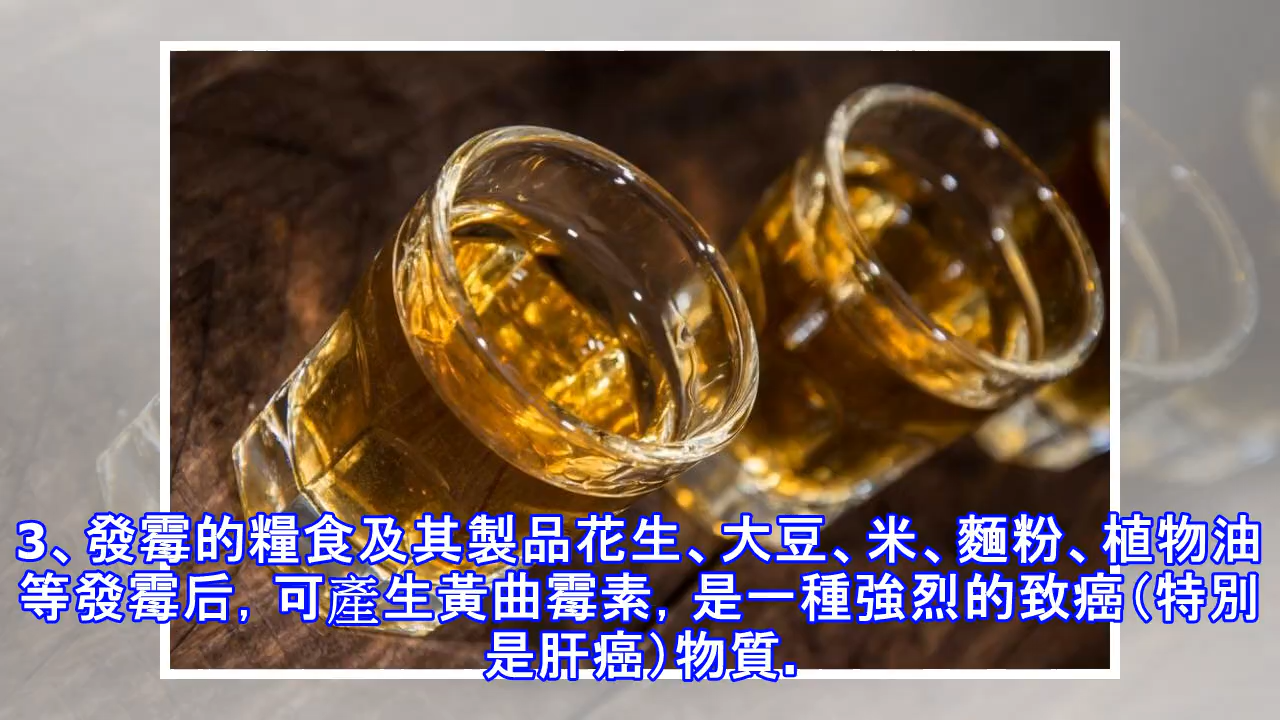 3、發霉的糧食及其製品花生、大豆、米、麵粉、植物油
等發霉后, 可產生黃曲霉素, 是一種強烈的致癌(特別
是肝癌)物質.